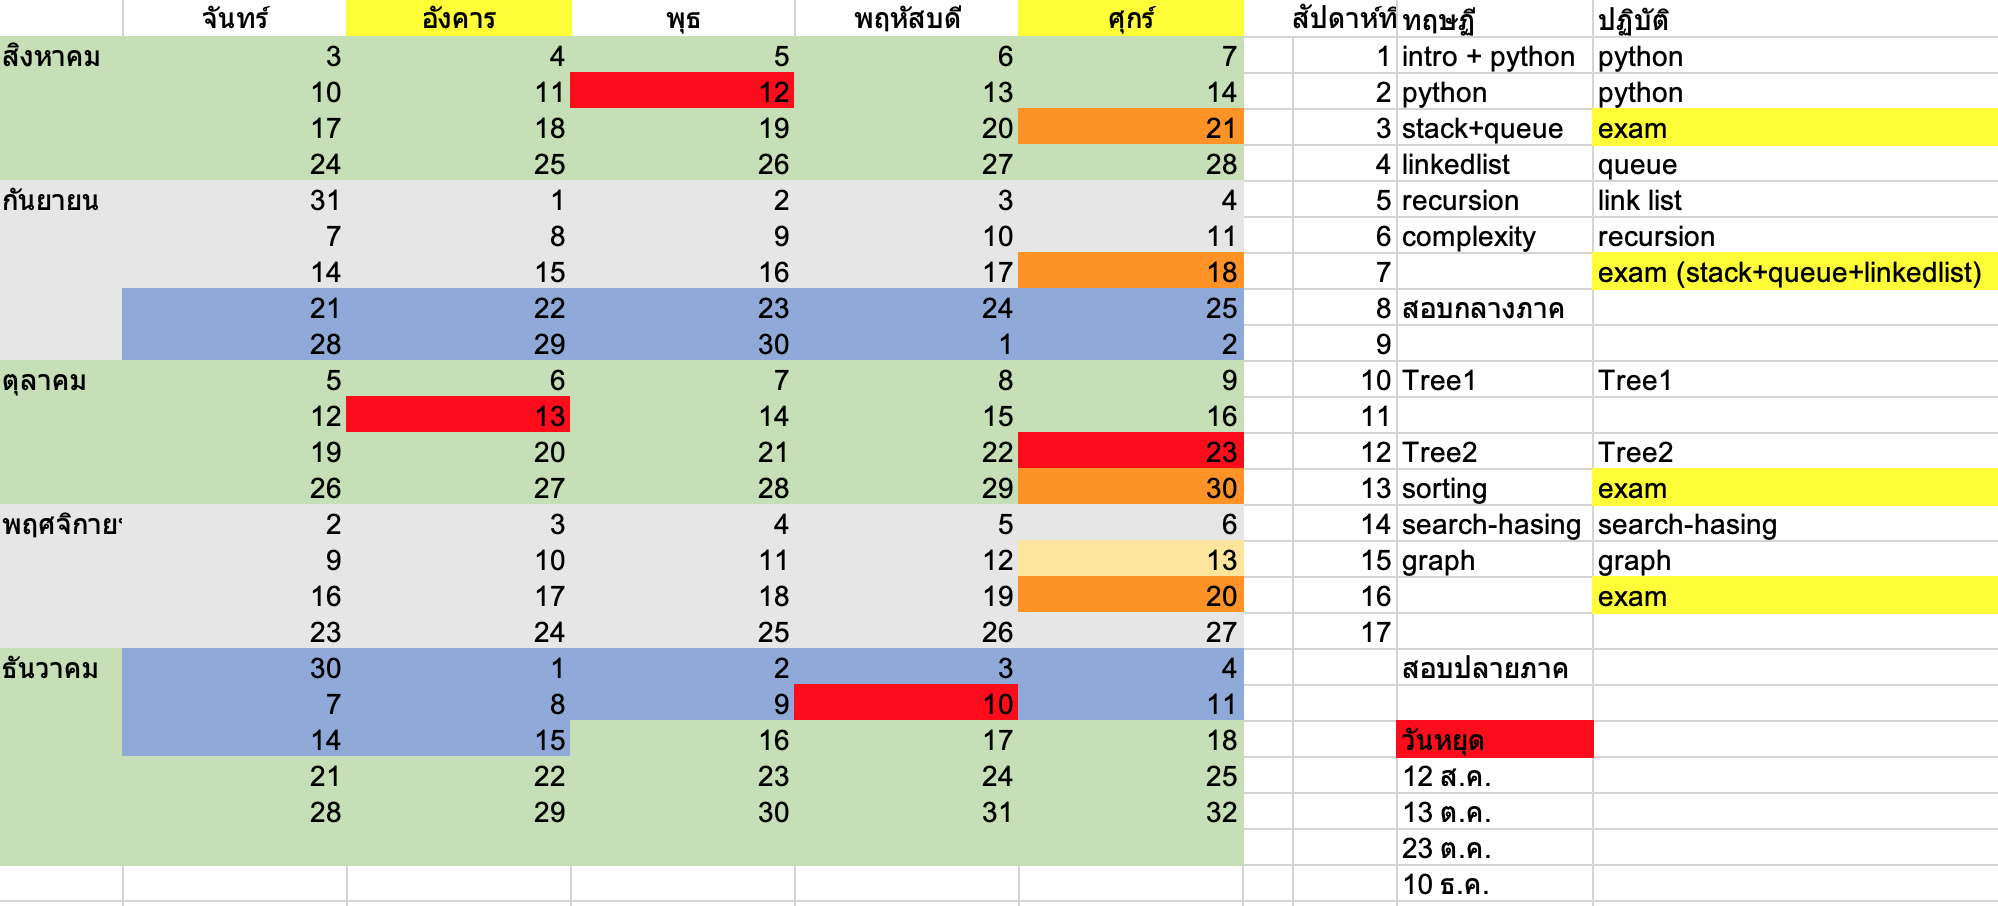 จันทร์ อังคาร พุธ พฤหัสบดี ศุกร์ สัปดาห์ที่ ทฤษฏี ปฏิบัติ
สิงหาคม 3 4 5 6 7 1 intro + python python
10 11 12 13 14 2 python python
17 18 19 20 21 3 stack+queue exam
24 25 26 27 28 4 linkedlist queue
กันยายน 31 1 2 3 4 5 recursion link list
7 8 9 10 11 6 complexity recursion
14 15 16 17 18 7 exam (stack+queue+linkedlist)
21 22 23 24 25 8 สอบกลางภาค
28 29 30 1 2 9
ตุลาคม 5 6 7 8 9 10 Tree1 Tree1
12 13 14 15 16 11
19 20 21 22 23 12 Tree2 Tree2
26 27 28 29 30 13 sorting exam
พฤศจิกาย 2 3 4 5 6 14 search-hasing search-hasing
9 10 11 12 13 15 graph graph
16 17 18 19 20 16 exam
23 24 25 26 27 17
ธันวาคม 30 1 2 3 4 สอบปลายภาค
7 8 9 10 11
14 15 16 17 18 วันหยุด
21 22 23 24 25 12 ส.ค.
28 29 30 31 32 13 ต.ค.
23 ต.ค.
10 ธ.ค.